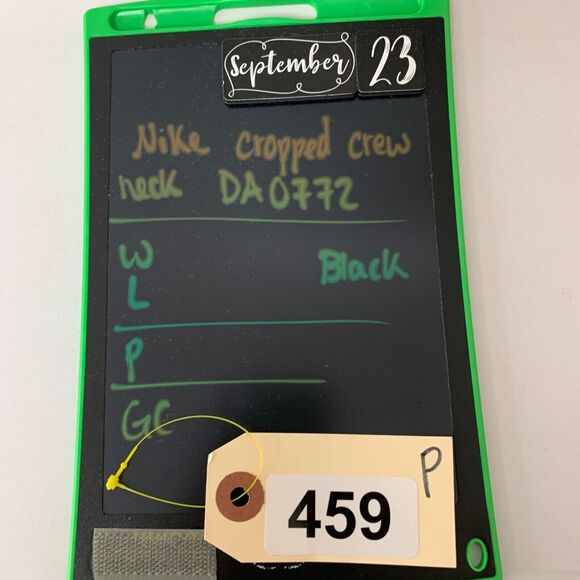 September 23
Nike cropped crew
neck DA0772
W Black
L
P
GC
P
459